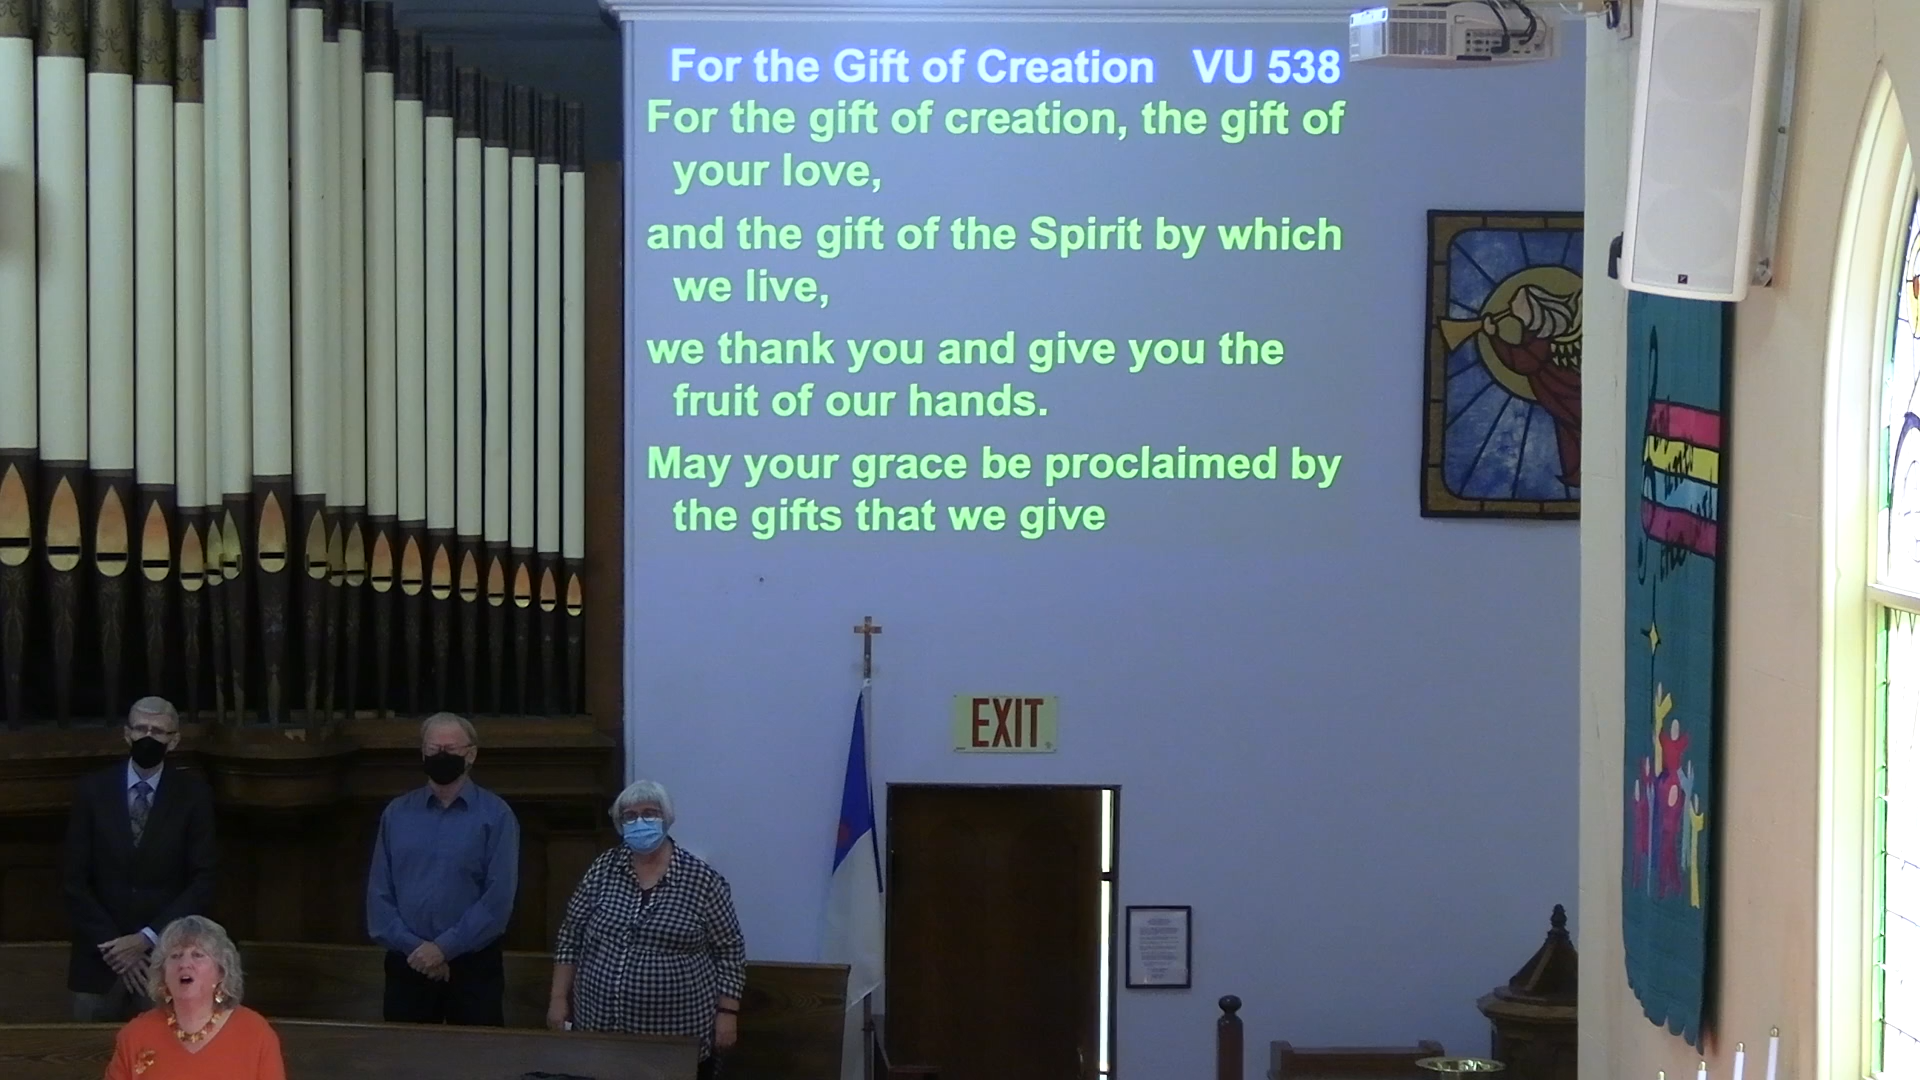 For the Gift of Creation VU 538
For the gift of creation, the gift of
your love,
and the gift of the Spirit by which
we live,
we thank you and give you the
fruit of our hands.
May your grace be proclaimed by
the gifts that we give
EXIT